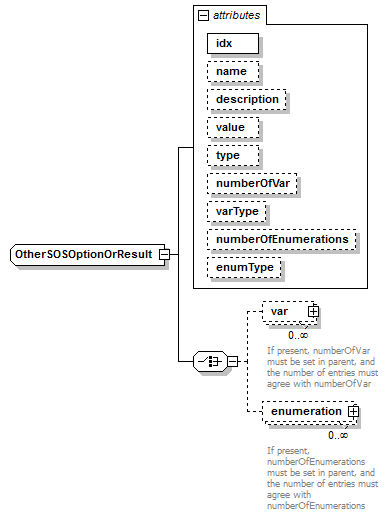 attributes
idx
name
description
value
type
numberOfVar
varType
numberOfEnumerations
enumType
OtherSOSOptionOrResult
var
0..∞
If present, numberOfVar
must be set in parent, and
the number of entries must
agree with numberOfVar
enumeration
0..∞
If present,
numberOfEnumerations
must be set in parent, and
the number of entries must
agree with
numberOfEnumerations